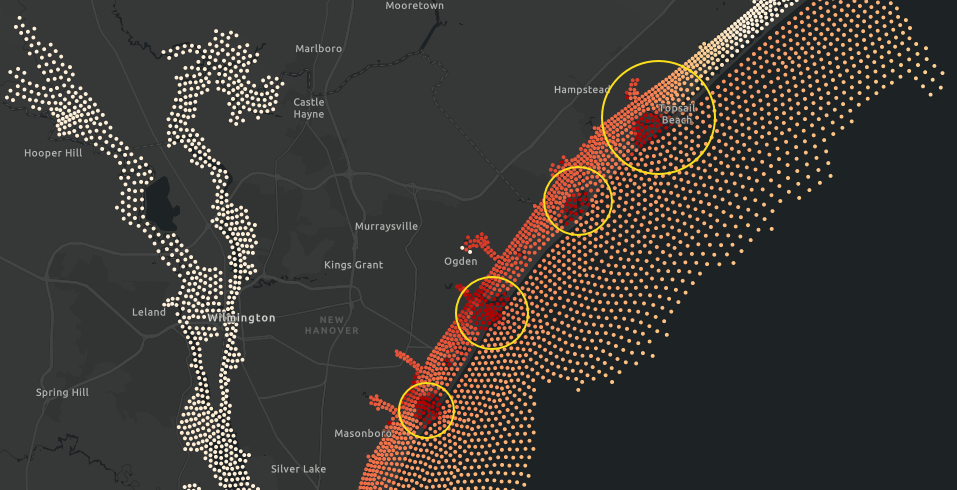 Mooretown
Marlboro
Hampstead
Castle
Hayne
Topsail
Beach
Hooper Hill
Murraysville
Ogden
Kings Grant
Leland
Wilmington
NEW
HANOVER
Spring Hill
Masonboro
Silver Lake